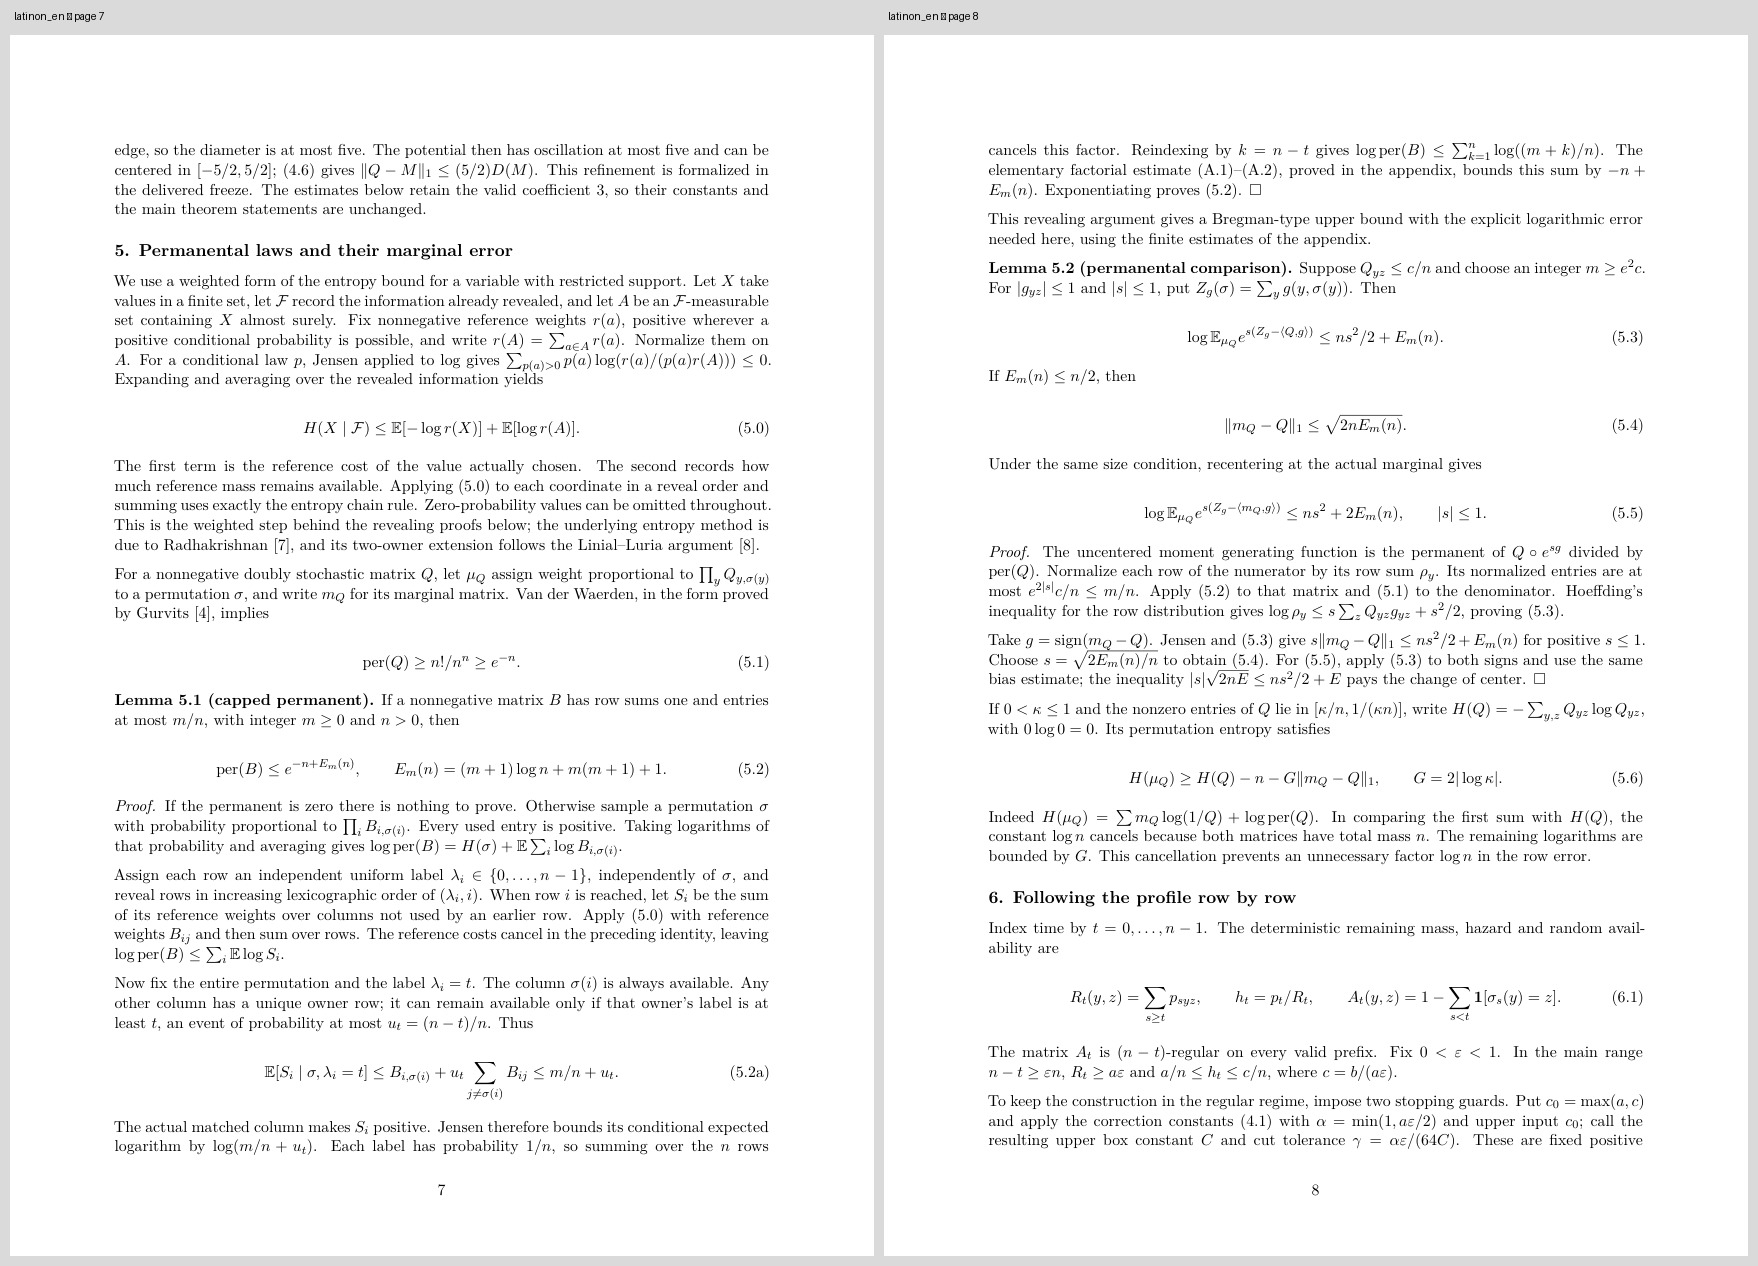 latinon_en page 7
edge, so the diameter is at most five. The potential then has oscillation at most five and can be
centered in [−5/2, 5/2]; (4.6) gives ‖Q − M‖₁ ≤ (5/2)D(M). This refinement is formalized in
the delivered freeze. The estimates below retain the valid coefficient 3, so their constants and
the main theorem statements are unchanged.
5. Permanental laws and their marginal error
We use a weighted form of the entropy bound for a variable with restricted support. Let X take
values in a finite set, let ℱ record the information already revealed, and let A be an ℱ-measurable
set containing X almost surely. Fix nonnegative reference weights r(a), positive wherever a
positive conditional probability is possible, and write r(A) = ∑_{a∈A} r(a). Normalize them on
A. For a conditional law p, Jensen applied to log gives ∑_{p(a)>0} p(a) log(r(a)/(p(a)r(A))) ≤ 0.
Expanding and averaging over the revealed information yields
H(X | ℱ) ≤ 𝔼[− log r(X)] + 𝔼[log r(A)]. (5.0)
The first term is the reference cost of the value actually chosen. The second records how
much reference mass remains available. Applying (5.0) to each coordinate in a reveal order and
summing uses exactly the entropy chain rule. Zero-probability values can be omitted throughout.
This is the weighted step behind the revealing proofs below; the underlying entropy method is
due to Radhakrishnan [7], and its two-owner extension follows the Linial–Luria argument [8].
For a nonnegative doubly stochastic matrix Q, let μ_Q assign weight proportional to ∏_y Q_{y,σ(y)}
to a permutation σ, and write m_Q for its marginal matrix. Van der Waerden, in the form proved
by Gurvits [4], implies
per(Q) ≥ n!/nⁿ ≥ e^{−n}. (5.1)
Lemma 5.1 (capped permanent). If a nonnegative matrix B has row sums one and entries
at most m/n, with integer m ≥ 0 and n > 0, then
per(B) ≤ e^{−n+E_m(n)}, E_m(n) = (m + 1) log n + m(m + 1) + 1. (5.2)
Proof. If the permanent is zero there is nothing to prove. Otherwise sample a permutation σ
with probability proportional to ∏_i B_{i,σ(i)}. Every used entry is positive. Taking logarithms of
that probability and averaging gives log per(B) = H(σ) + 𝔼 ∑_i log B_{i,σ(i)}.
Assign each row an independent uniform label λ_i ∈ {0, . . . , n − 1}, independently of σ, and
reveal rows in increasing lexicographic order of (λ_i, i). When row i is reached, let S_i be the sum
of its reference weights over columns not used by an earlier row. Apply (5.0) with reference
weights B_{ij} and then sum over rows. The reference costs cancel in the preceding identity, leaving
log per(B) ≤ ∑_i 𝔼 log S_i.
Now fix the entire permutation and the label λ_i = t. The column σ(i) is always available. Any
other column has a unique owner row; it can remain available only if that owner's label is at
least t, an event of probability at most u_t = (n − t)/n. Thus
𝔼[S_i | σ, λ_i = t] ≤ B_{i,σ(i)} + u_t ∑_{j≠σ(i)} B_{ij} ≤ m/n + u_t. (5.2a)
The actual matched column makes S_i positive. Jensen therefore bounds its conditional expected
logarithm by log(m/n + u_t). Each label has probability 1/n, so summing over the n rows
7
latinon_en page 8
cancels this factor. Reindexing by k = n − t gives log per(B) ≤ ∑_{k=1}^{n} log((m + k)/n). The
elementary factorial estimate (A.1)–(A.2), proved in the appendix, bounds this sum by −n +
E_m(n). Exponentiating proves (5.2). □
This revealing argument gives a Bregman-type upper bound with the explicit logarithmic error
needed here, using the finite estimates of the appendix.
Lemma 5.2 (permanental comparison). Suppose Q_{yz} ≤ c/n and choose an integer m ≥ e²c.
For |g_{yz}| ≤ 1 and |s| ≤ 1, put Z_g(σ) = ∑_y g(y, σ(y)). Then
log 𝔼_{μ_Q} e^{s(Z_g−⟨Q,g⟩)} ≤ ns²/2 + E_m(n). (5.3)
If E_m(n) ≤ n/2, then
‖m_Q − Q‖₁ ≤ √(2nE_m(n)). (5.4)
Under the same size condition, recentering at the actual marginal gives
log 𝔼_{μ_Q} e^{s(Z_g−⟨m_Q,g⟩)} ≤ ns² + 2E_m(n), |s| ≤ 1. (5.5)
Proof. The uncentered moment generating function is the permanent of Q ∘ e^{sg} divided by
per(Q). Normalize each row of the numerator by its row sum ρ_y. Its normalized entries are at
most e^{2|s|}c/n ≤ m/n. Apply (5.2) to that matrix and (5.1) to the denominator. Hoeffding's
inequality for the row distribution gives log ρ_y ≤ s ∑_z Q_{yz}g_{yz} + s²/2, proving (5.3).
Take g = sign(m_Q − Q). Jensen and (5.3) give s‖m_Q − Q‖₁ ≤ ns²/2 + E_m(n) for positive s ≤ 1.
Choose s = √(2E_m(n)/n) to obtain (5.4). For (5.5), apply (5.3) to both signs and use the same
bias estimate; the inequality |s|√(2nE) ≤ ns²/2 + E pays the change of center. □
If 0 < κ ≤ 1 and the nonzero entries of Q lie in [κ/n, 1/(κn)], write H(Q) = − ∑_{y,z} Q_{yz} log Q_{yz},
with 0 log 0 = 0. Its permutation entropy satisfies
H(μ_Q) ≥ H(Q) − n − G‖m_Q − Q‖₁, G = 2| log κ|. (5.6)
Indeed H(μ_Q) = ∑ m_Q log(1/Q) + log per(Q). In comparing the first sum with H(Q), the
constant log n cancels because both matrices have total mass n. The remaining logarithms are
bounded by G. This cancellation prevents an unnecessary factor log n in the row error.
6. Following the profile row by row
Index time by t = 0, . . . , n − 1. The deterministic remaining mass, hazard and random avail-
ability are
R_t(y, z) = ∑_{s≥t} p_{syz}, h_t = p_t/R_t, A_t(y, z) = 1 − ∑_{s<t} 𝟏[σ_s(y) = z]. (6.1)
The matrix A_t is (n − t)-regular on every valid prefix. Fix 0 < ε < 1. In the main range
n − t ≥ εn, R_t ≥ aε and a/n ≤ h_t ≤ c/n, where c = b/(aε).
To keep the construction in the regular regime, impose two stopping guards. Put c₀ = max(a, c)
and apply the correction constants (4.1) with α = min(1, aε/2) and upper input c₀; call the
resulting upper box constant C and cut tolerance γ = αε/(64C). These are fixed positive
8